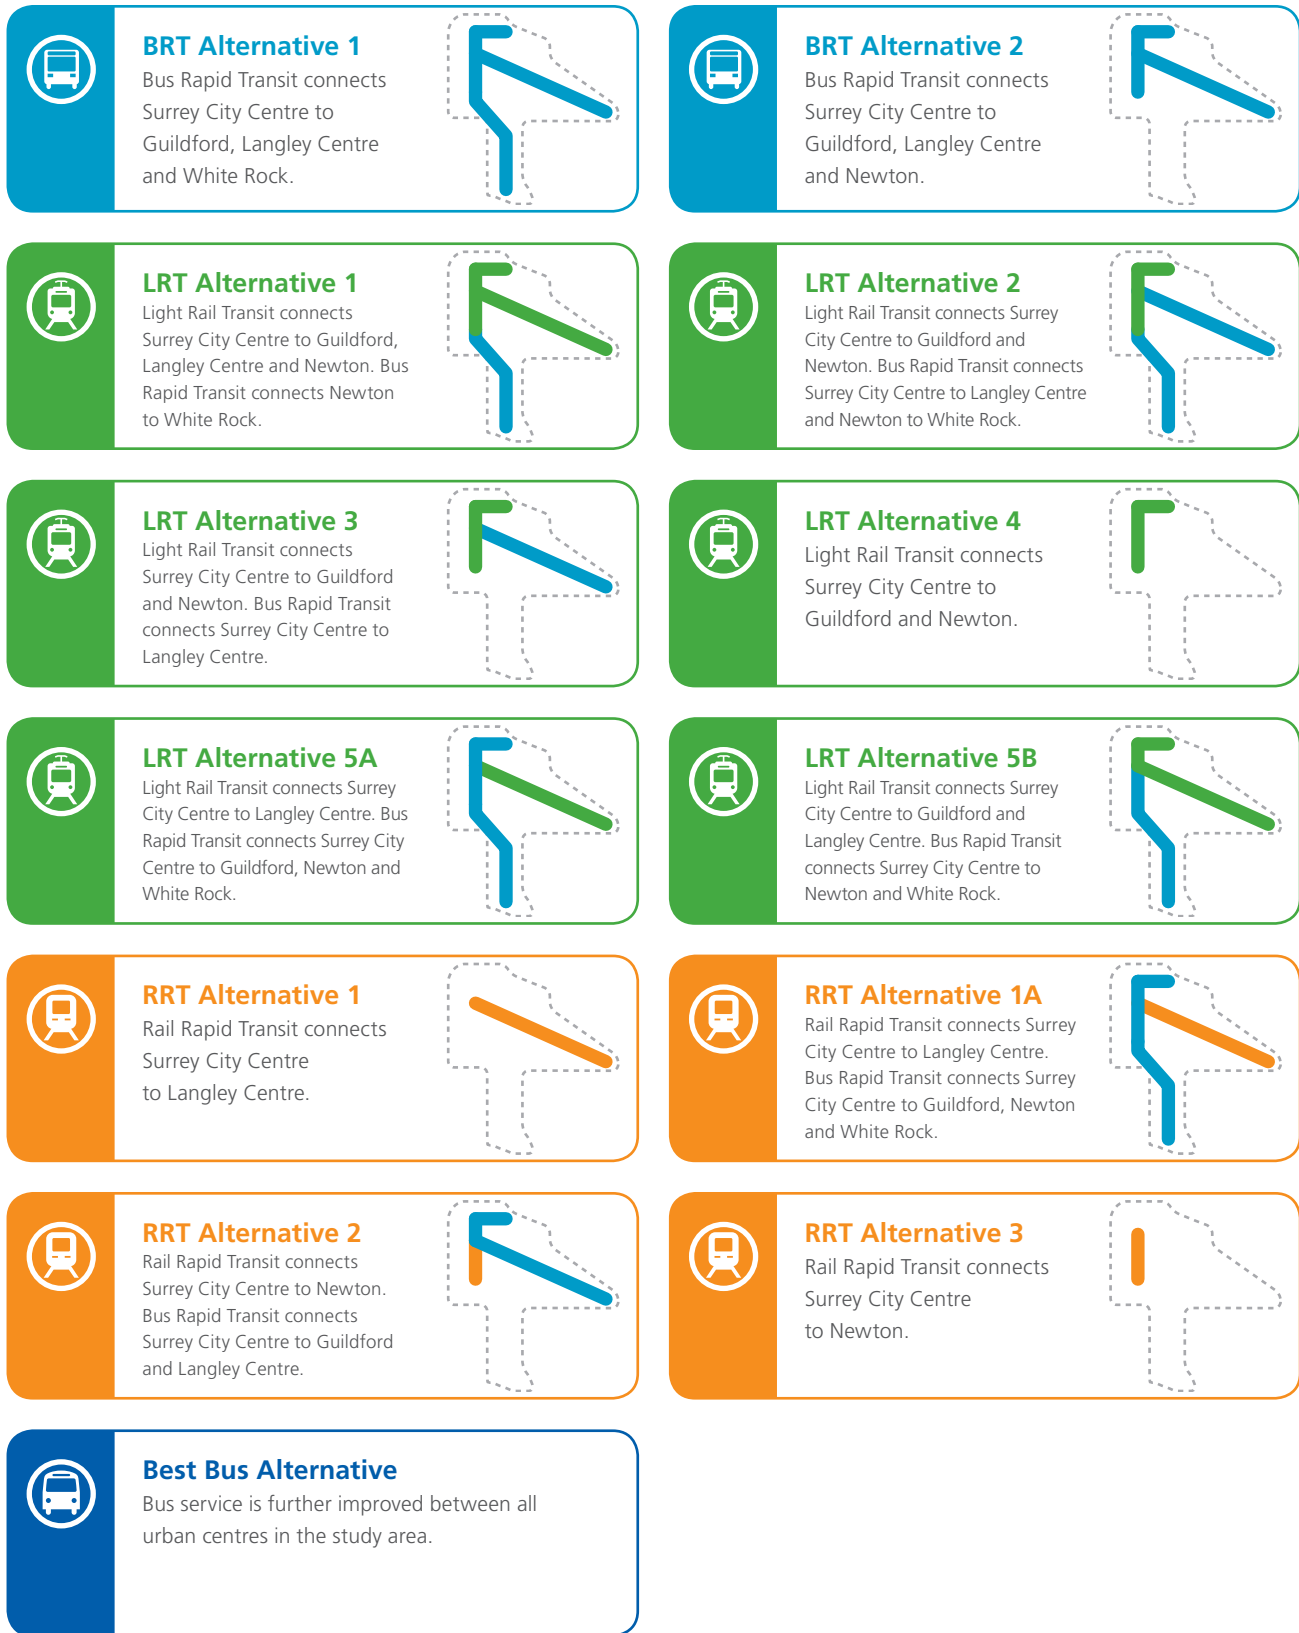 BRT Alternative 1
Bus Rapid Transit connects
Surrey City Centre to
Guildford, Langley Centre
and White Rock.
BRT Alternative 2
Bus Rapid Transit connects
Surrey City Centre to
Guildford, Langley Centre
and Newton.
LRT Alternative 1
Light Rail Transit connects
Surrey City Centre to Guildford,
Langley Centre and Newton. Bus
Rapid Transit connects Newton
to White Rock.
LRT Alternative 2
Light Rail Transit connects Surrey
City Centre to Guildford and
Newton. Bus Rapid Transit connects
Surrey City Centre to Langley Centre
and Newton to White Rock.
LRT Alternative 3
Light Rail Transit connects
Surrey City Centre to Guildford
and Newton. Bus Rapid Transit
connects Surrey City Centre to
Langley Centre.
LRT Alternative 4
Light Rail Transit connects
Surrey City Centre to
Guildford and Newton.
LRT Alternative 5A
Light Rail Transit connects Surrey
City Centre to Langley Centre. Bus
Rapid Transit connects Surrey City
Centre to Guildford, Newton and
White Rock.
LRT Alternative 5B
Light Rail Transit connects Surrey
City Centre to Guildford and
Langley Centre. Bus Rapid Transit
connects Surrey City Centre to
Newton and White Rock.
RRT Alternative 1
Rail Rapid Transit connects
Surrey City Centre
to Langley Centre.
RRT Alternative 1A
Rail Rapid Transit connects Surrey
City Centre to Langley Centre.
Bus Rapid Transit connects Surrey
City Centre to Guildford, Newton
and White Rock.
RRT Alternative 2
Rail Rapid Transit connects
Surrey City Centre to Newton.
Bus Rapid Transit connects
Surrey City Centre to Guildford
and Langley Centre.
RRT Alternative 3
Rail Rapid Transit connects
Surrey City Centre
to Newton.
Best Bus Alternative
Bus service is further improved between all
urban centres in the study area.